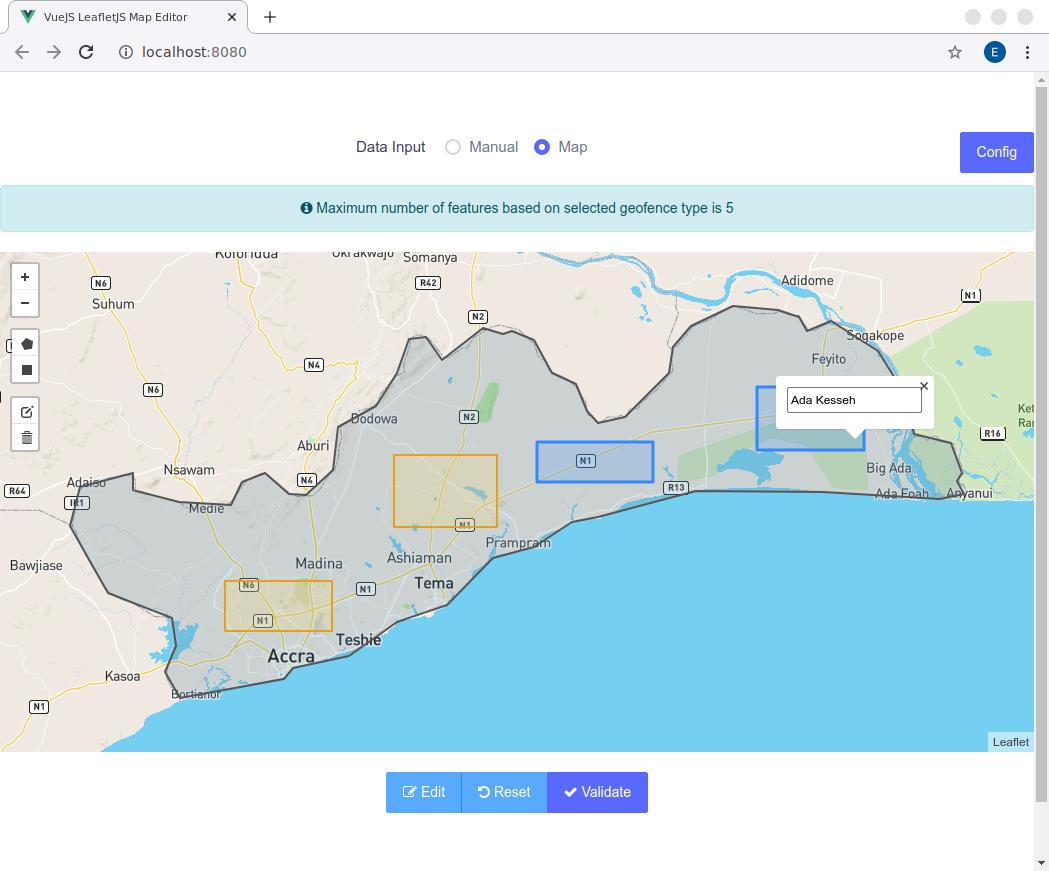 VueJS LeafletJS Map Editor
localhost:8080
E
Data Input
Manual
Map
Config
Maximum number of features based on selected geofence type is 5
Koforidua
Somanya
Adidome
+
−
N6
R42
N1
Suhum
N2
Sogakope
Feyito
N4
N6
Ada Kesseh
×
Dodowa
N2
Aburi
N1
R16
Nsawam
Big Ada
N4
R13
Adaiso
R64
IR1
Ada Foah
Anyanui
Medie
N1
Prampram
Ashiaman
Madina
Bawjiase
Tema
N6
N1
N1
Teshie
Accra
Kasoa
Bortianor
N1
Leaflet
Edit
Reset
Validate